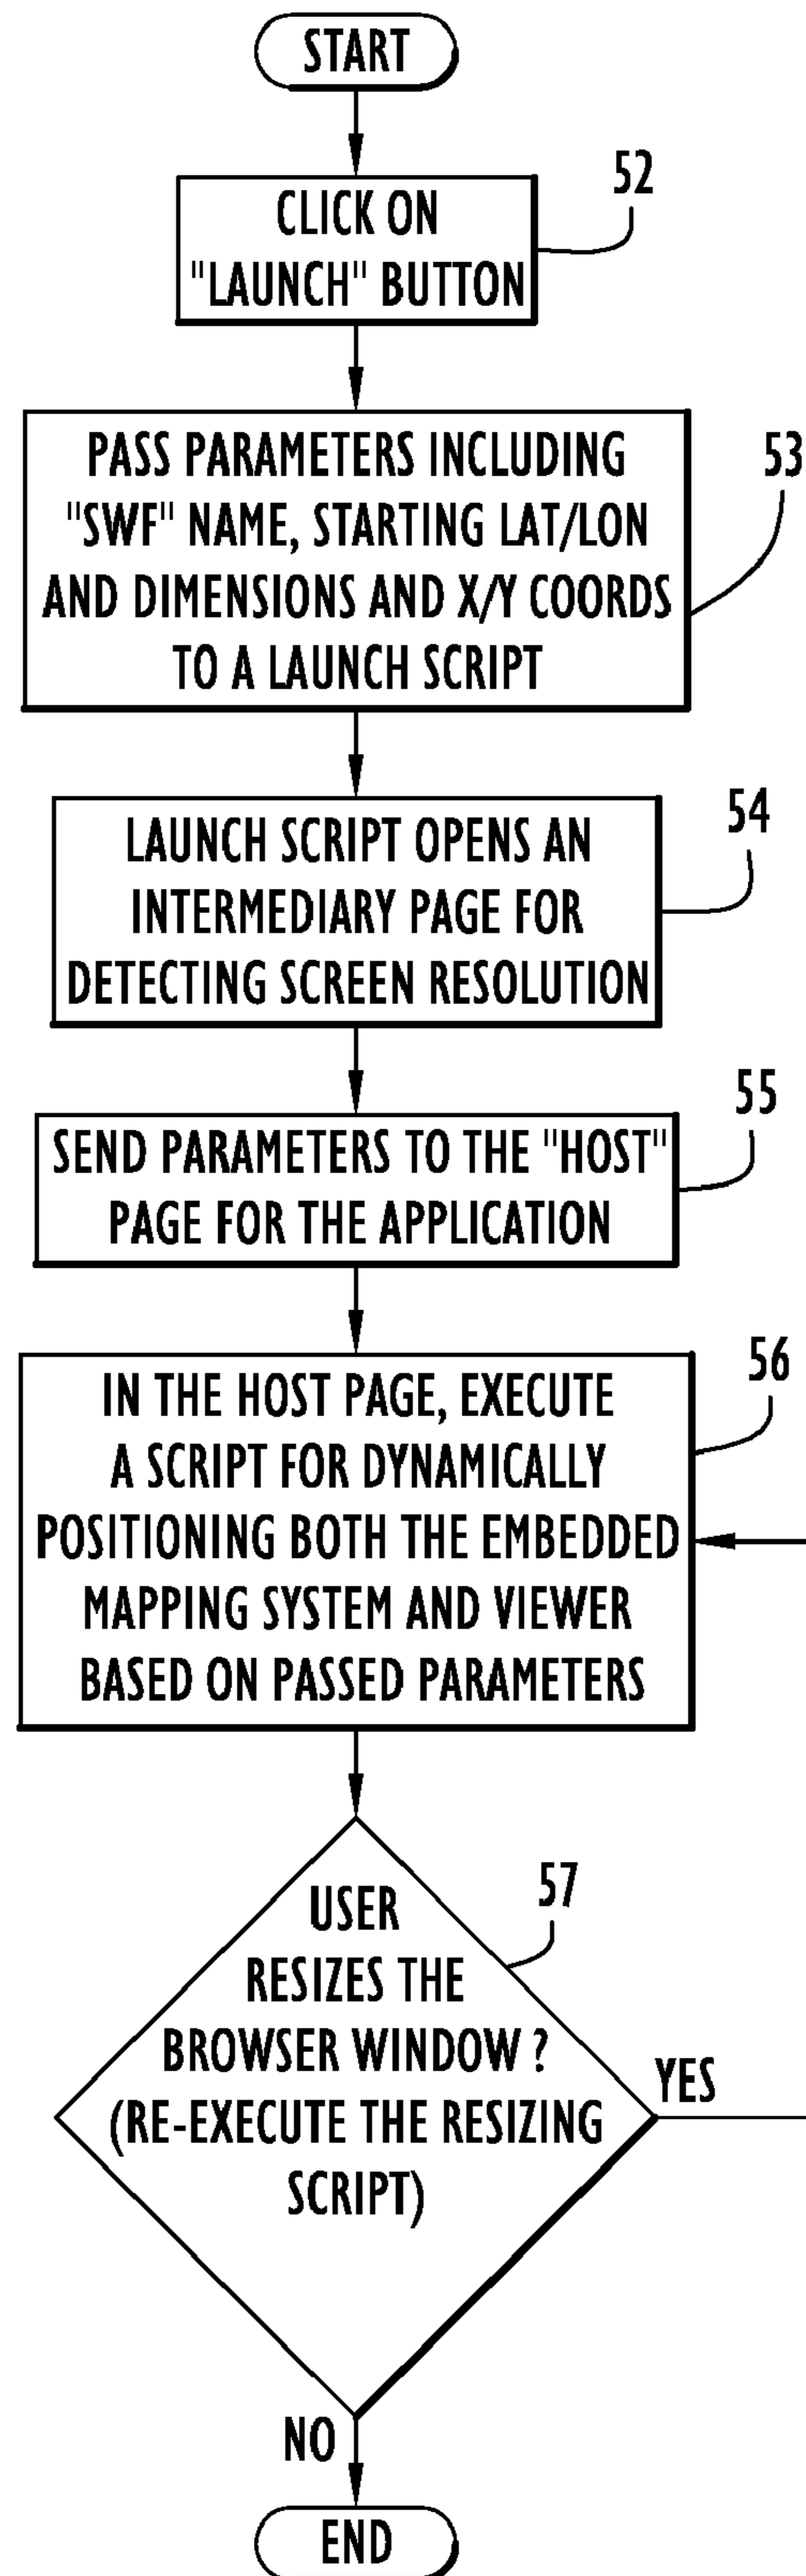 START
52
CLICK ON
"LAUNCH" BUTTON
53
PASS PARAMETERS INCLUDING
"SWF" NAME, STARTING LAT/LON
AND DIMENSIONS AND X/Y COORDS
TO A LAUNCH SCRIPT
54
LAUNCH SCRIPT OPENS AN
INTERMEDIARY PAGE FOR
DETECTING SCREEN RESOLUTION
55
SEND PARAMETERS TO THE "HOST"
PAGE FOR THE APPLICATION
56
IN THE HOST PAGE, EXECUTE
A SCRIPT FOR DYNAMICALLY
POSITIONING BOTH THE EMBEDDED
MAPPING SYSTEM AND VIEWER
BASED ON PASSED PARAMETERS
57
USER
RESIZES THE
BROWSER WINDOW ?
(RE-EXECUTE THE RESIZING
SCRIPT)
YES
NO
END